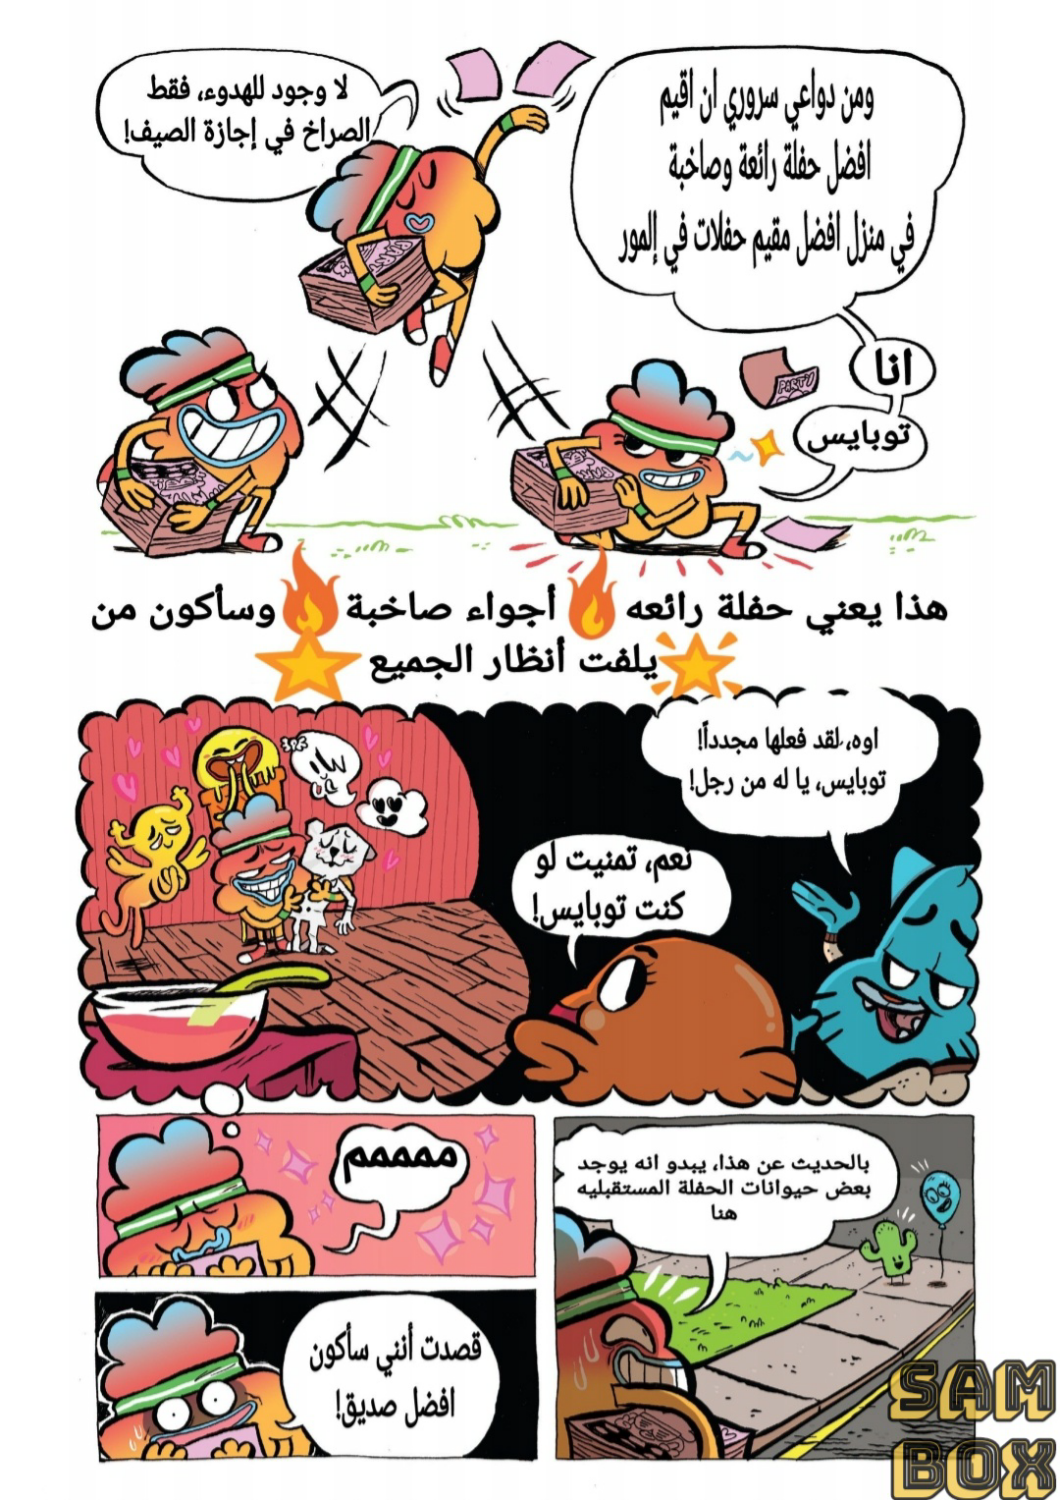 لا وجود للهدوء، فقط
الصراخ في إجازة الصيف!
ومن دواعي سروري ان اقيم
افضل حفلة رائعة وصاخبة
في منزل افضل مقيم حفلات في إلمور
انا
توبايس
PARTY
هذا يعني حفلة رائعه 🔥 أجواء صاخبة 🔥 وسأكون من
يلفت أنظار الجميع
اوه، لقد فعلها مجدداً!
توبايس، يا له من رجل!
نعم، تمنيت لو
كنت توبايس!
ممممم
بالحديث عن هذا، يبدو انه يوجد
بعض حيوانات الحفلة المستقبليه
هنا
قصدت أنني سأكون
افضل صديق!
SAM
BOX